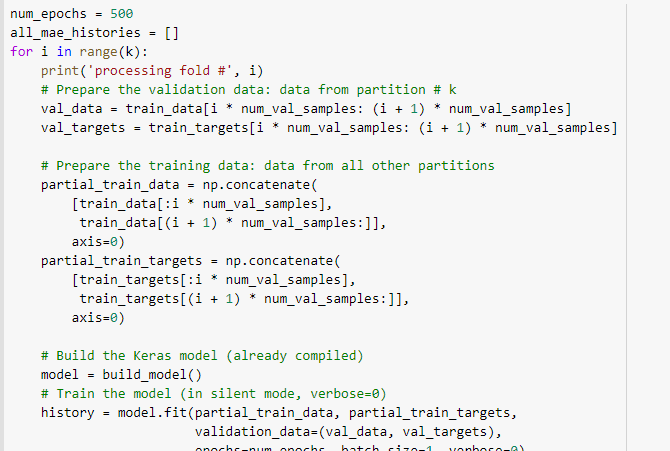 num_epochs = 500
all_mae_histories = []
for i in range(k):
    print('processing fold #', i)
    # Prepare the validation data: data from partition # k
    val_data = train_data[i * num_val_samples: (i + 1) * num_val_samples]
    val_targets = train_targets[i * num_val_samples: (i + 1) * num_val_samples]

    # Prepare the training data: data from all other partitions
    partial_train_data = np.concatenate(
        [train_data[:i * num_val_samples],
         train_data[(i + 1) * num_val_samples:]],
        axis=0)
    partial_train_targets = np.concatenate(
        [train_targets[:i * num_val_samples],
         train_targets[(i + 1) * num_val_samples:]],
        axis=0)

    # Build the Keras model (already compiled)
    model = build_model()
    # Train the model (in silent mode, verbose=0)
    history = model.fit(partial_train_data, partial_train_targets,
                        validation_data=(val_data, val_targets),
                        epochs=num_epochs, batch_size=1, verbose=0)